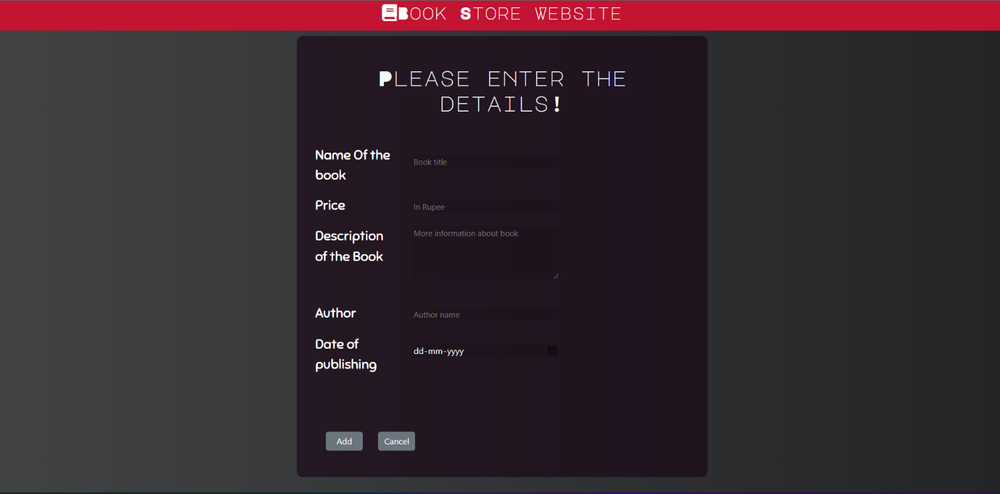 Book Store Website
Please enter the
details!
Name Of the
book
Book title
Price
In Rupee
Description
of the Book
More information about book
Author
Author name
Date of
publishing
dd-mm-yyyy
Add
Cancel